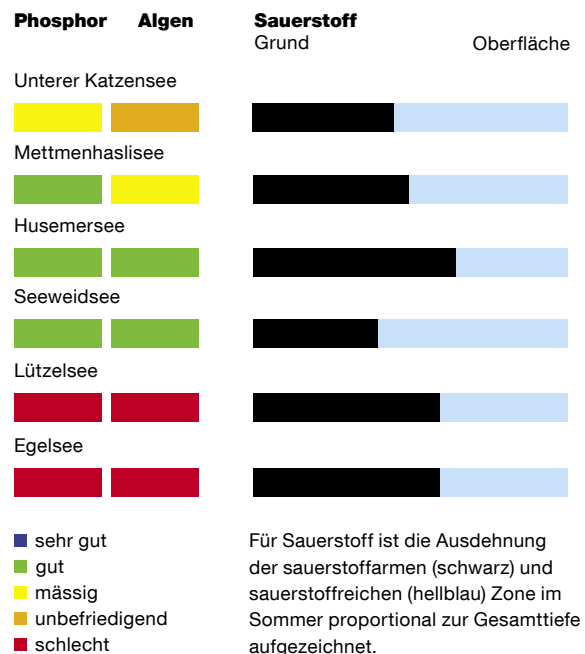 Phosphor Algen Sauerstoff
Grund Oberfläche
Unterer Katzensee
Mettmenhaslisee
Husemersee
Seeweidsee
Lützelsee
Egelsee
sehr gut
gut
mässig
unbefriedigend
schlecht
Für Sauerstoff ist die Ausdehnung
der sauerstoffarmen (schwarz) und
sauerstoffreichen (hellblau) Zone im
Sommer proportional zur Gesamttiefe
aufgezeichnet.